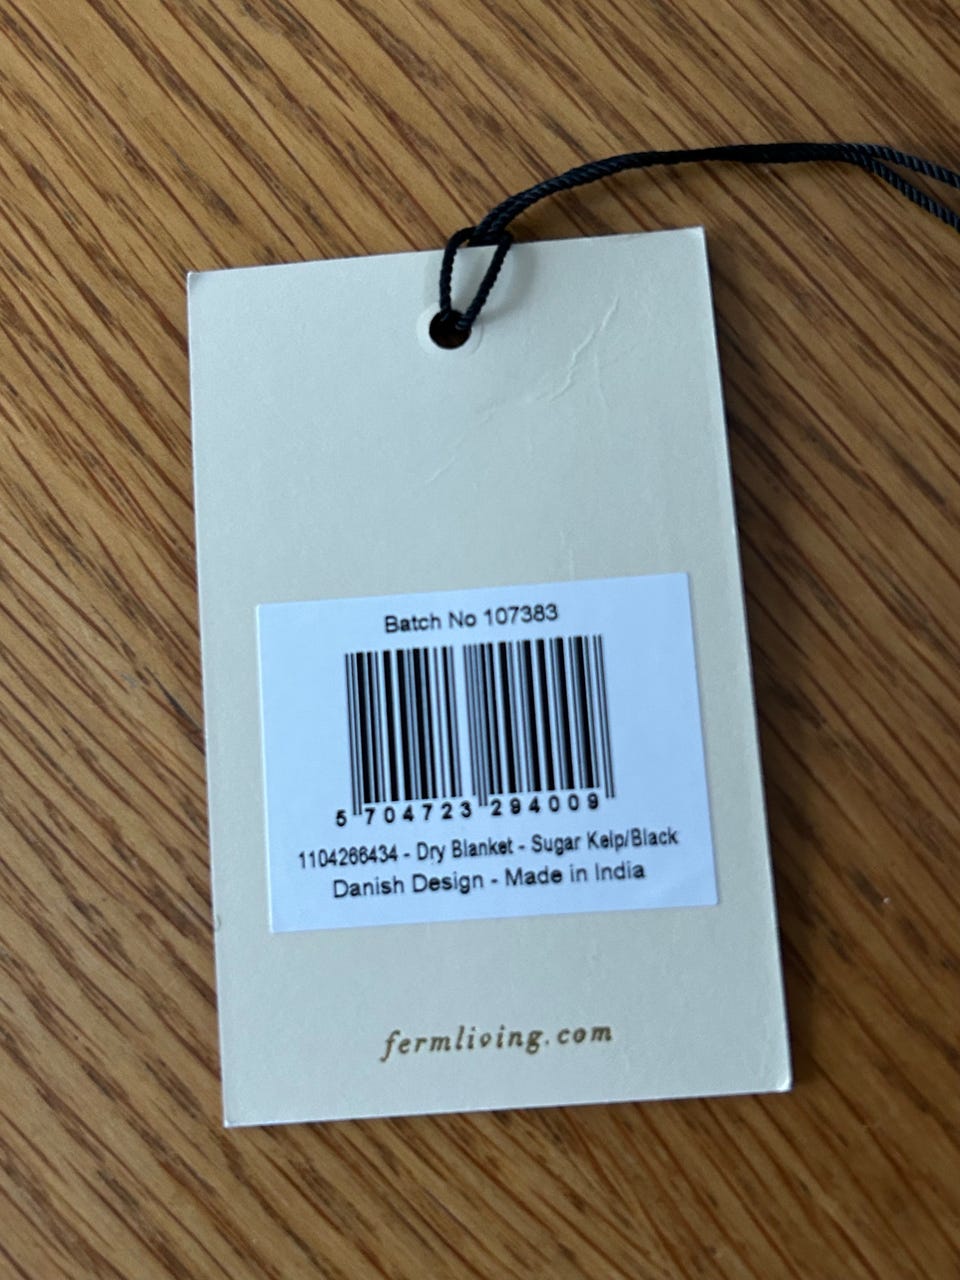 Batch No 107383
5 704723 294009
1104266434 - Dry Blanket - Sugar Kelp/Black
Danish Design - Made in India
fermliving.com